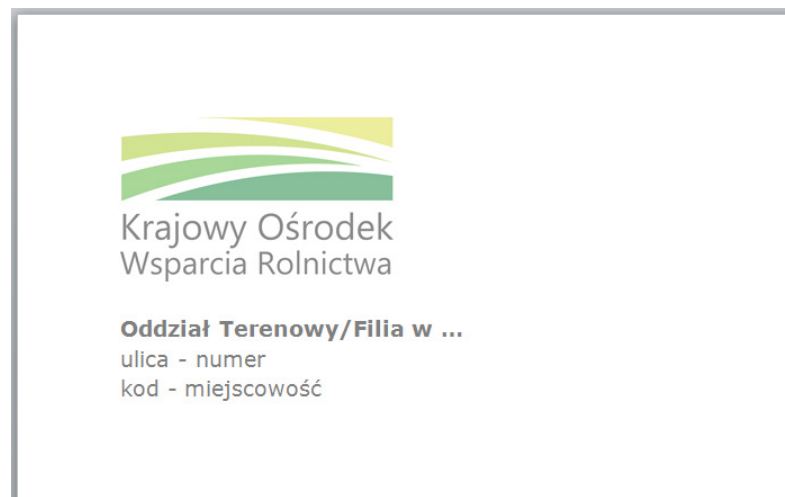 Krajowy Ośrodek
Wsparcia Rolnictwa
Oddział Terenowy/Filia w ...
ulica - numer
kod - miejscowość